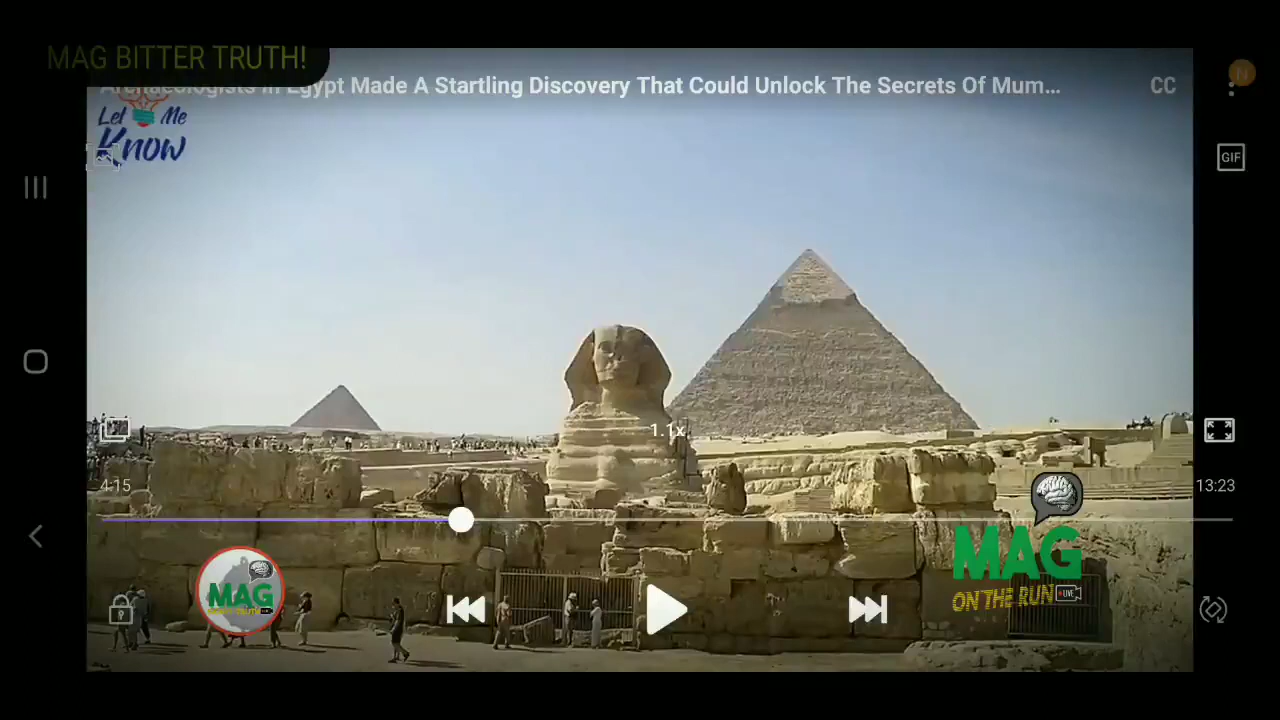 MAG BITTER TRUTH!
Archaeologists In Egypt Made A Startling Discovery That Could Unlock The Secrets Of Mum...
CC
N
Let Me
Know
GIF
1.1x
4:15
13:23
MAG
ON THE RUN
LIVE
MAG